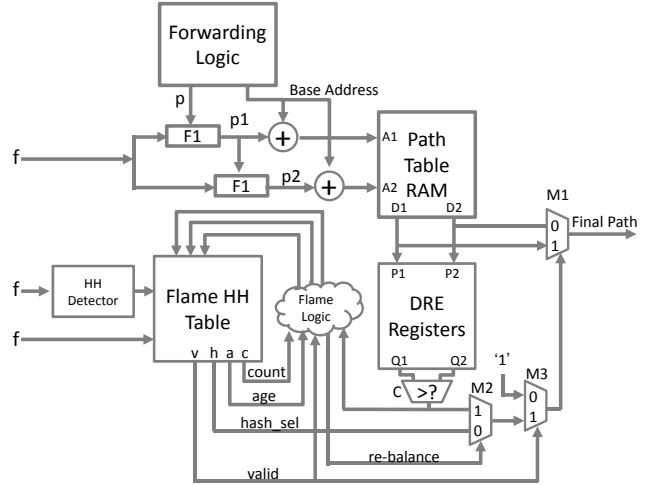 Forwarding
Logic
p
Base Address
p1
F1
+
f
p2
F1
+
A1
Path
Table
RAM
A2
D1 D2
M1
0
1
Final Path
f
HH
Detector
Flame HH
Table
Flame
Logic
P1 P2
DRE
Registers
f
v h a c
Q1 Q2
count
C
>?
'1'
M2
M3
age
0
1
1
0
hash_sel
re-balance
valid